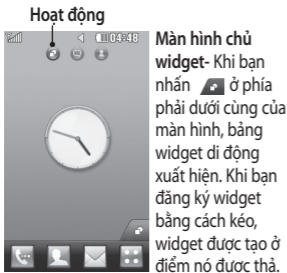 Hoạt động
04:48
Màn hình chủ
widget- Khi bạn
nhấn ở phía
phải dưới cùng của
màn hình, bảng
widget di động
xuất hiện. Khi bạn
đăng ký widget
bằng cách kéo,
widget được tạo ở
điểm nó được thả.